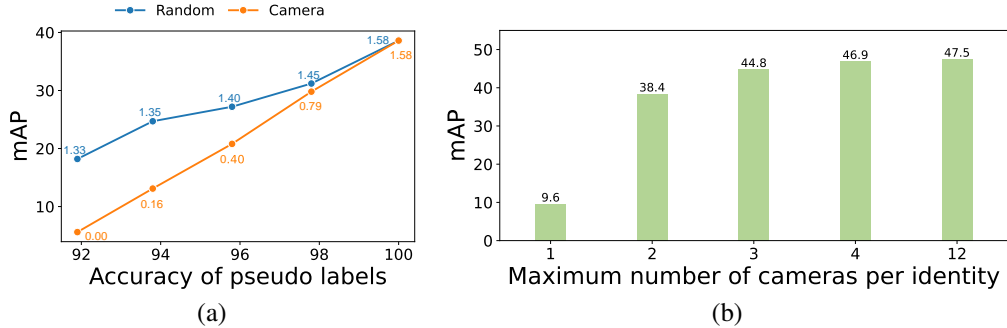 Random Camera
mAP
40
30
20
10
1.33
1.35
1.40
1.45
1.58
0.00
0.16
0.40
0.79
1.58
92 94 96 98 100
Accuracy of pseudo labels
(a)
mAP
50
40
30
20
10
0
9.6
38.4
44.8
46.9
47.5
1 2 3 4 12
Maximum number of cameras per identity
(b)